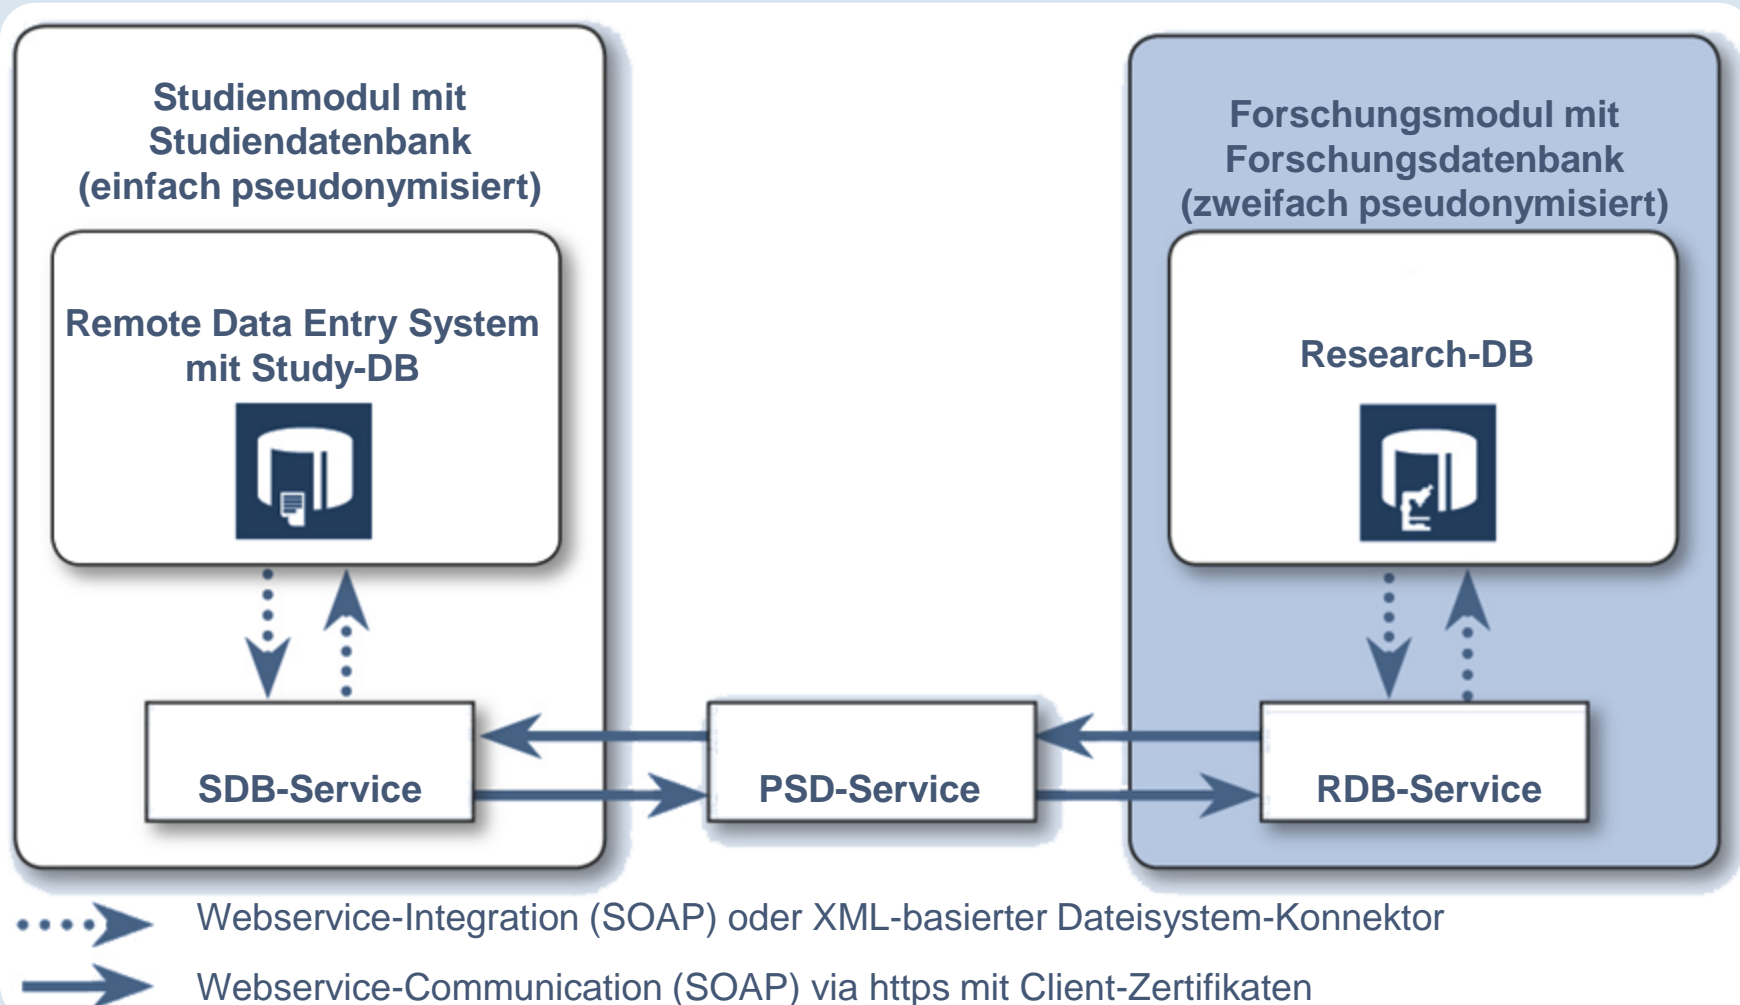 Studienmodul mit
Studiendatenbank
(einfach pseudonymisiert)
Remote Data Entry System
mit Study-DB
SDB-Service
PSD-Service
Forschungsmodul mit
Forschungsdatenbank
(zweifach pseudonymisiert)
Research-DB
RDB-Service
Webservice-Integration (SOAP) oder XML-basierter Dateisystem-Konnektor
Webservice-Communication (SOAP) via https mit Client-Zertifikaten